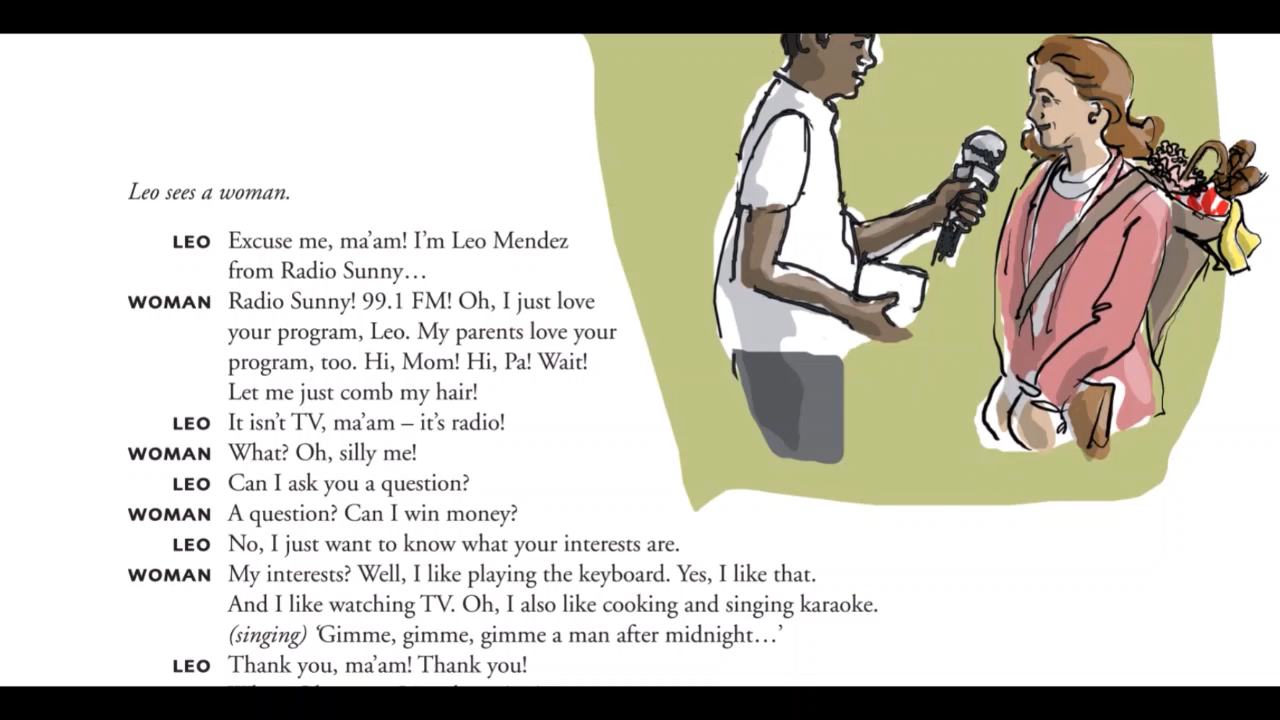 Leo sees a woman.
LEO Excuse me, ma’am! I’m Leo Mendez
from Radio Sunny…
WOMAN Radio Sunny! 99.1 FM! Oh, I just love
your program, Leo. My parents love your
program, too. Hi, Mom! Hi, Pa! Wait!
Let me just comb my hair!
LEO It isn’t TV, ma’am – it’s radio!
WOMAN What? Oh, silly me!
LEO Can I ask you a question?
WOMAN A question? Can I win money?
LEO No, I just want to know what your interests are.
WOMAN My interests? Well, I like playing the keyboard. Yes, I like that.
And I like watching TV. Oh, I also like cooking and singing karaoke.
(singing) ‘Gimme, gimme, gimme a man after midnight…’
LEO Thank you, ma’am! Thank you!